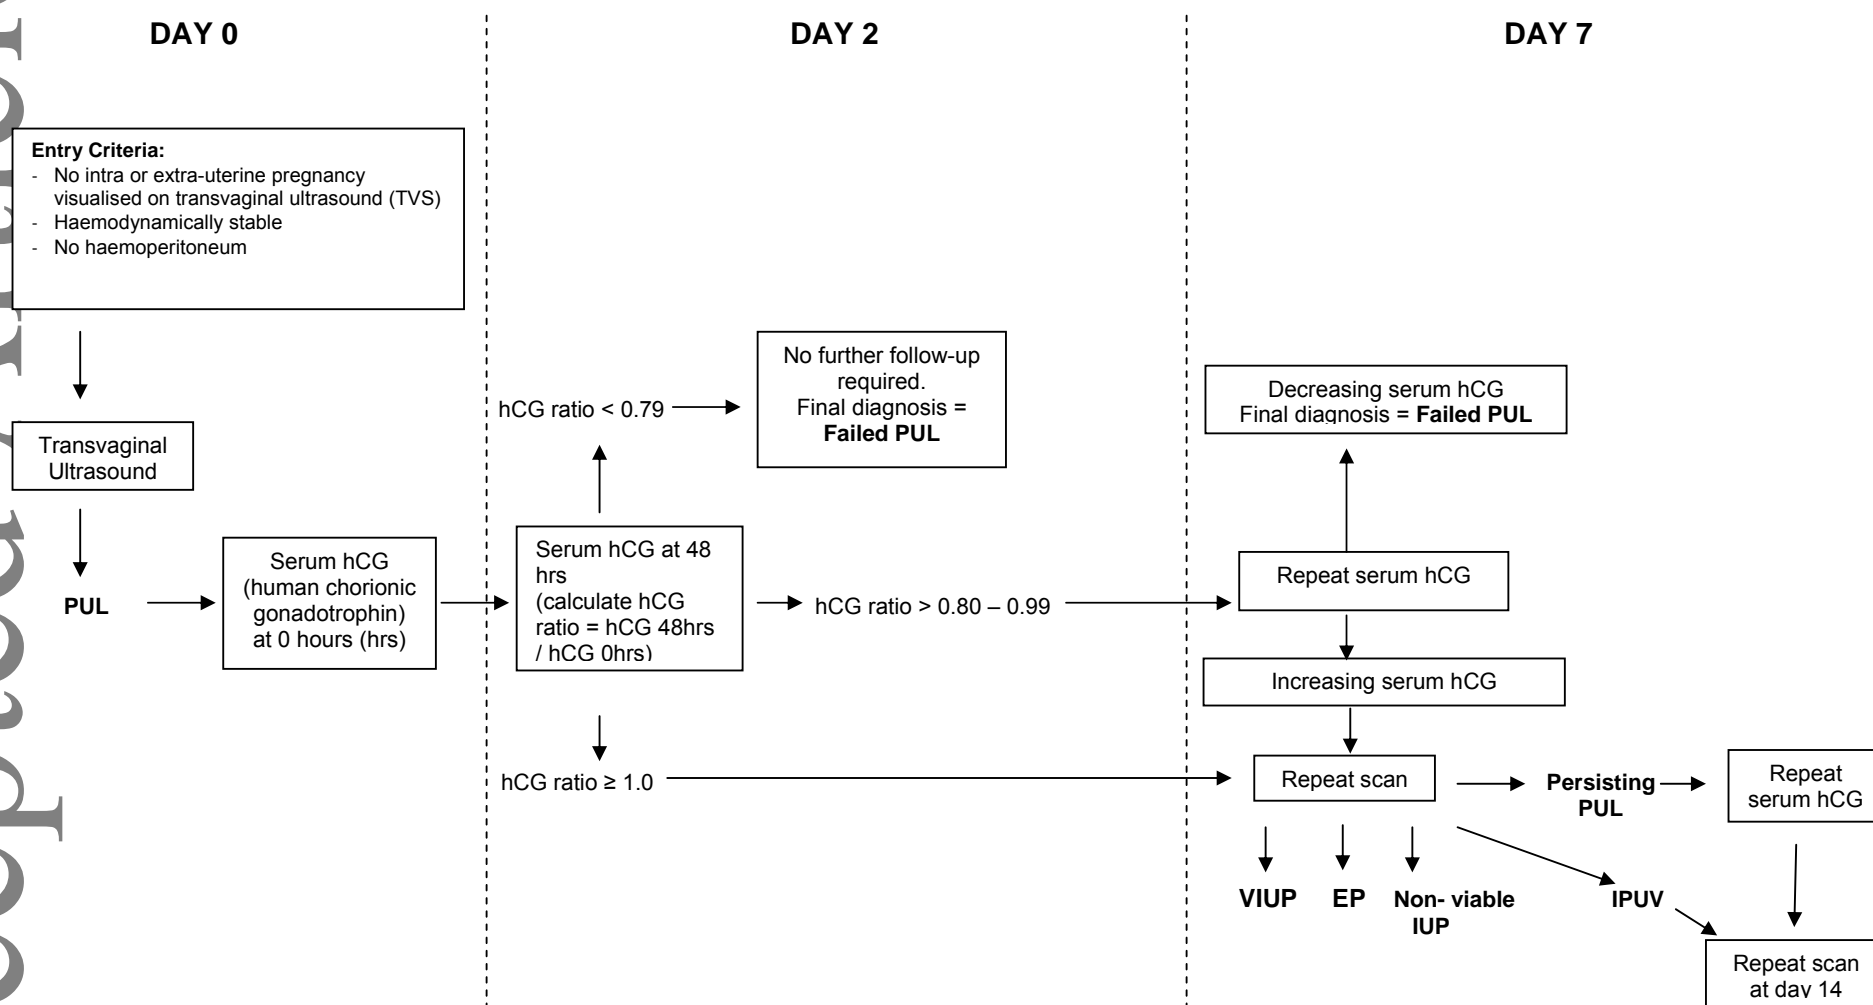 DAY 0
DAY 2
DAY 7
Entry Criteria:
- No intra or extra-uterine pregnancy
visualised on transvaginal ultrasound (TVS)
- Haemodynamically stable
- No haemoperitoneum
Transvaginal
Ultrasound
PUL
Serum hCG
(human chorionic
gonadotrophin)
at 0 hours (hrs)
hCG ratio < 0.79
No further follow-up
required.
Final diagnosis =
Failed PUL
Serum hCG at 48
hrs
(calculate hCG
ratio = hCG 48hrs
/ hCG 0hrs)
hCG ratio > 0.80 – 0.99
hCG ratio ≥ 1.0
Decreasing serum hCG
Final diagnosis = Failed PUL
Repeat serum hCG
Increasing serum hCG
Repeat scan
Persisting
PUL
Repeat
serum hCG
VIUP
EP
Non- viable
IUP
IPUV
Repeat scan
at day 14